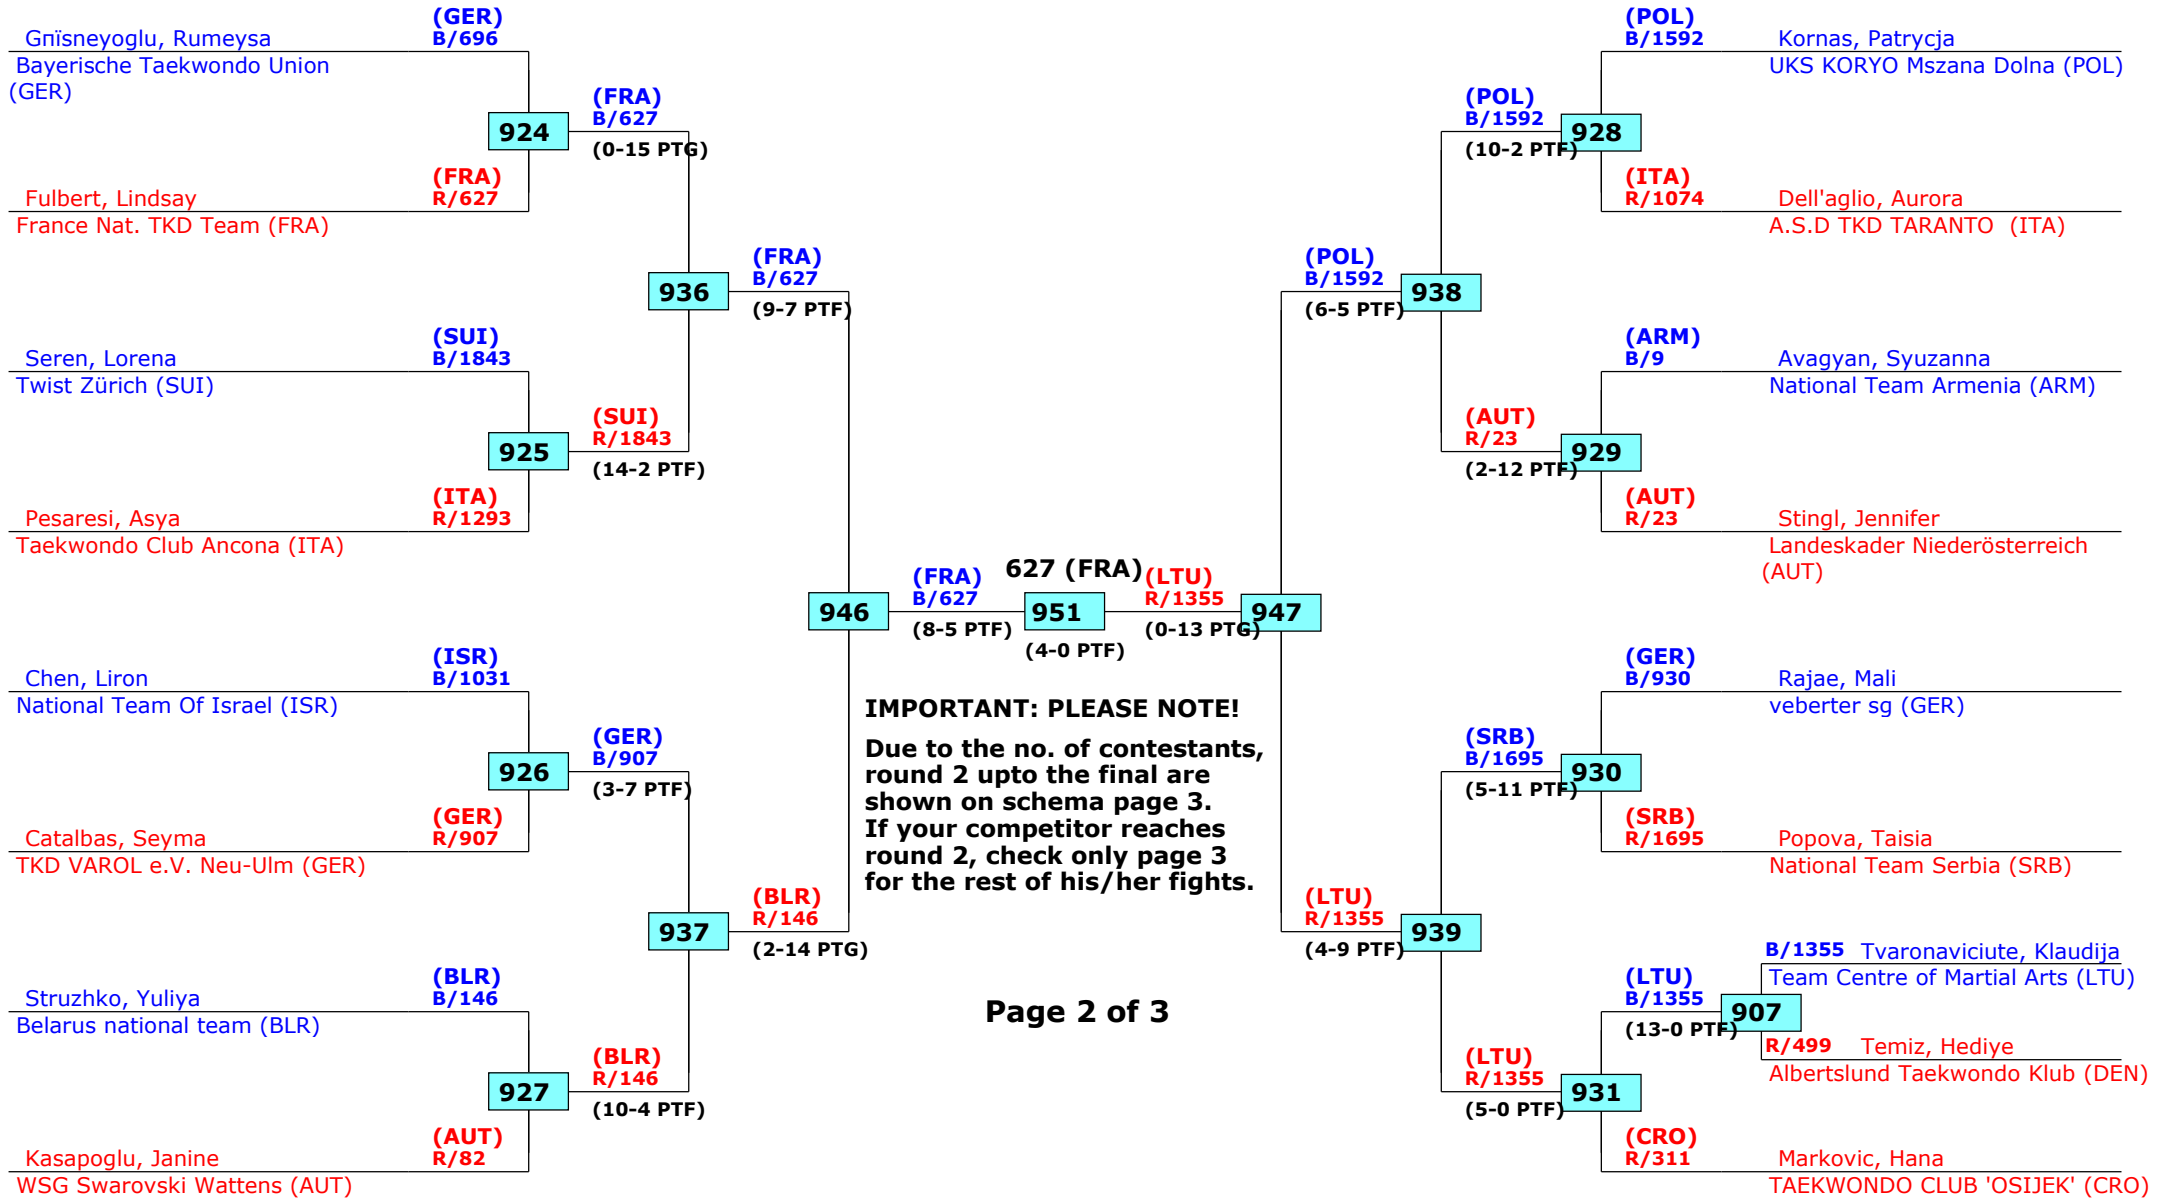 (GER)
Gпïsneyoglu, Rumeysa B/696
Bayerische Taekwondo Union
(GER)
924
(FRA)
B/627
(0-15 PTG)
(FRA)
Fulbert, Lindsay R/627
France Nat. TKD Team (FRA)
936
(FRA)
B/627
(9-7 PTF)
(SUI)
Seren, Lorena B/1843
Twist Zürich (SUI)
925
(SUI)
R/1843
(14-2 PTF)
(ITA)
Pesaresi, Asya R/1293
Taekwondo Club Ancona (ITA)
946
(FRA)
B/627
(8-5 PTF)
627 (FRA)
951
(4-0 PTF)
(LTU)
R/1355
(0-13 PTG)
947
(ISR)
Chen, Liron B/1031
National Team Of Israel (ISR)
926
(GER)
B/907
(3-7 PTF)
(GER)
Catalbas, Seyma R/907
TKD VAROL e.V. Neu-Ulm (GER)
937
(BLR)
R/146
(2-14 PTG)
(BLR)
Struzhko, Yuliya B/146
Belarus national team (BLR)
927
(BLR)
R/146
(10-4 PTF)
(AUT)
Kasapoglu, Janine R/82
WSG Swarovski Wattens (AUT)
IMPORTANT: PLEASE NOTE!
Due to the no. of contestants,
round 2 upto the final are
shown on schema page 3.
If your competitor reaches
round 2, check only page 3
for the rest of his/her fights.
Page 2 of 3
(POL)
B/1592 Kornas, Patrycja
UKS KORYO Mszana Dolna (POL)
(POL)
B/1592
(10-2 PTF)
928
(ITA)
R/1074 Dell'aglio, Aurora
A.S.D TKD TARANTO (ITA)
(POL)
B/1592
(6-5 PTF)
938
(ARM)
B/9 Avagyan, Syuzanna
National Team Armenia (ARM)
(AUT)
R/23
(2-12 PTF)
929
(AUT)
R/23 Stingl, Jennifer
Landeskader Niederösterreich
(AUT)
(GER)
B/930 Rajae, Mali
veberter sg (GER)
(SRB)
B/1695
(5-11 PTF)
930
(SRB)
R/1695 Popova, Taisia
National Team Serbia (SRB)
(LTU)
R/1355
(4-9 PTF)
939
B/1355 Tvaronaviciute, Klaudija
Team Centre of Martial Arts (LTU)
(LTU)
B/1355
(13-0 PTF)
907
R/499 Temiz, Hediye
Albertslund Taekwondo Klub (DEN)
(LTU)
R/1355
(5-0 PTF)
931
(CRO)
R/311 Markovic, Hana
TAEKWONDO CLUB 'OSIJEK' (CRO)